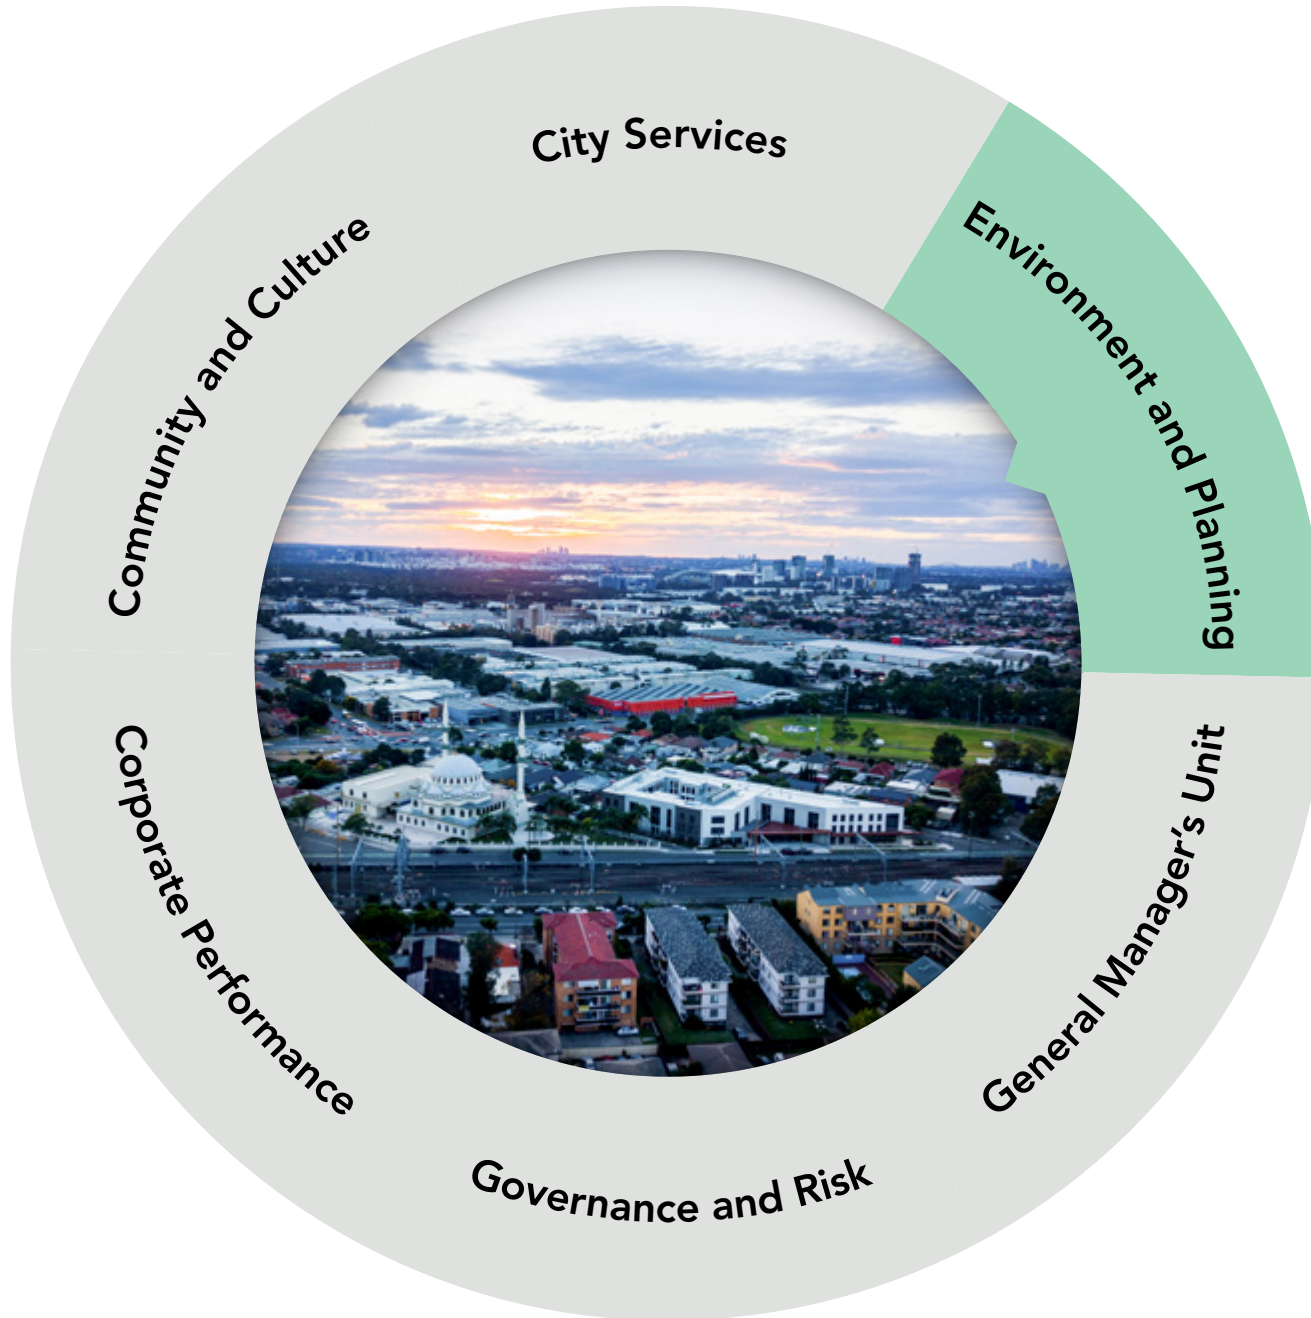 City Services
Environment and Planning
General Manager’s Unit
Governance and Risk
Corporate Performance
Community and Culture